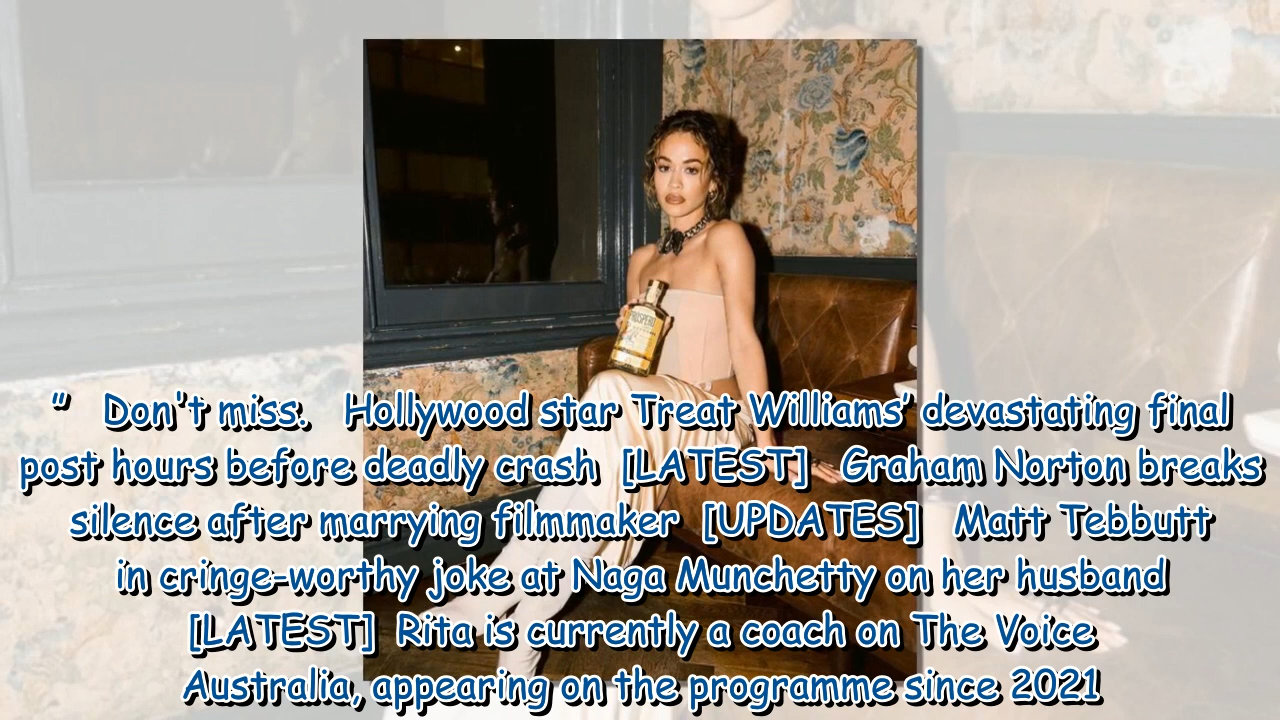 PROSPERO
” Don't miss. Hollywood star Treat Williams’ devastating final
post hours before deadly crash [LATEST] Graham Norton breaks
silence after marrying filmmaker [UPDATES] Matt Tebbutt
in cringe-worthy joke at Naga Munchetty on her husband
[LATEST] Rita is currently a coach on The Voice
Australia, appearing on the programme since 2021